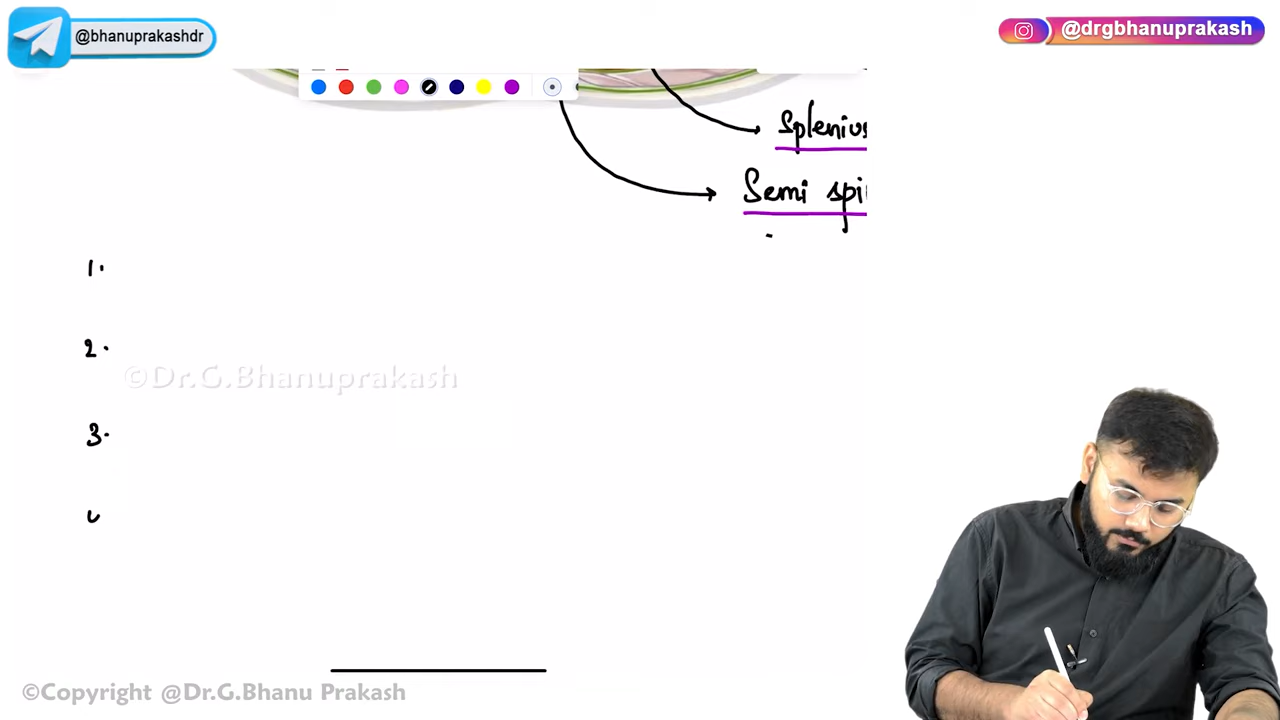 @bhanuprakashdr
@drgbhanuprakash
Splenius
Semi spi
1.
2.
©Dr.G.Bhanuprakash
3.
©Copyright @Dr.G.Bhanu Prakash